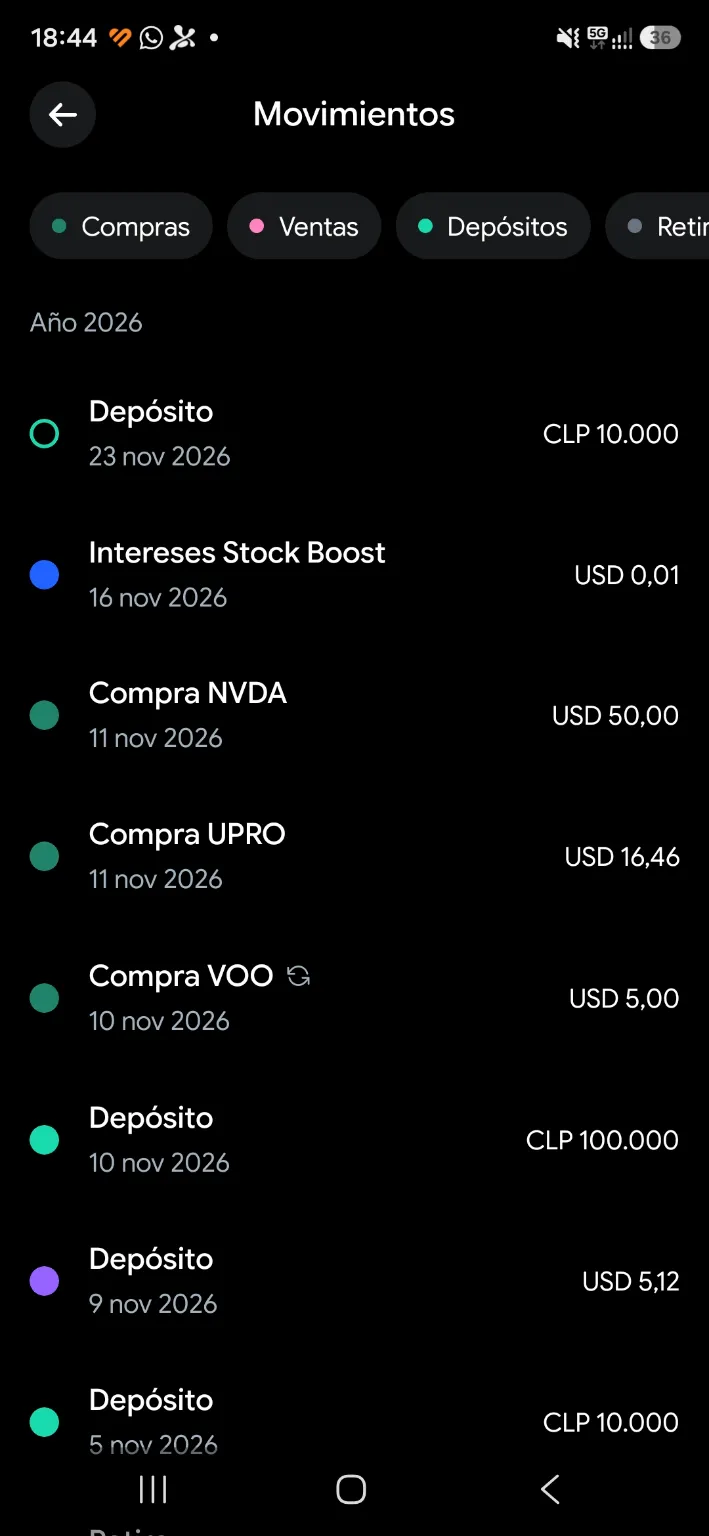 18:44
5G
36
Movimientos
Compras
Ventas
Depósitos
Retir
Año 2026
Depósito
23 nov 2026
CLP 10.000
Intereses Stock Boost
16 nov 2026
USD 0,01
Compra NVDA
11 nov 2026
USD 50,00
Compra UPRO
11 nov 2026
USD 16,46
Compra VOO
10 nov 2026
USD 5,00
Depósito
10 nov 2026
CLP 100.000
Depósito
9 nov 2026
USD 5,12
Depósito
5 nov 2026
CLP 10.000